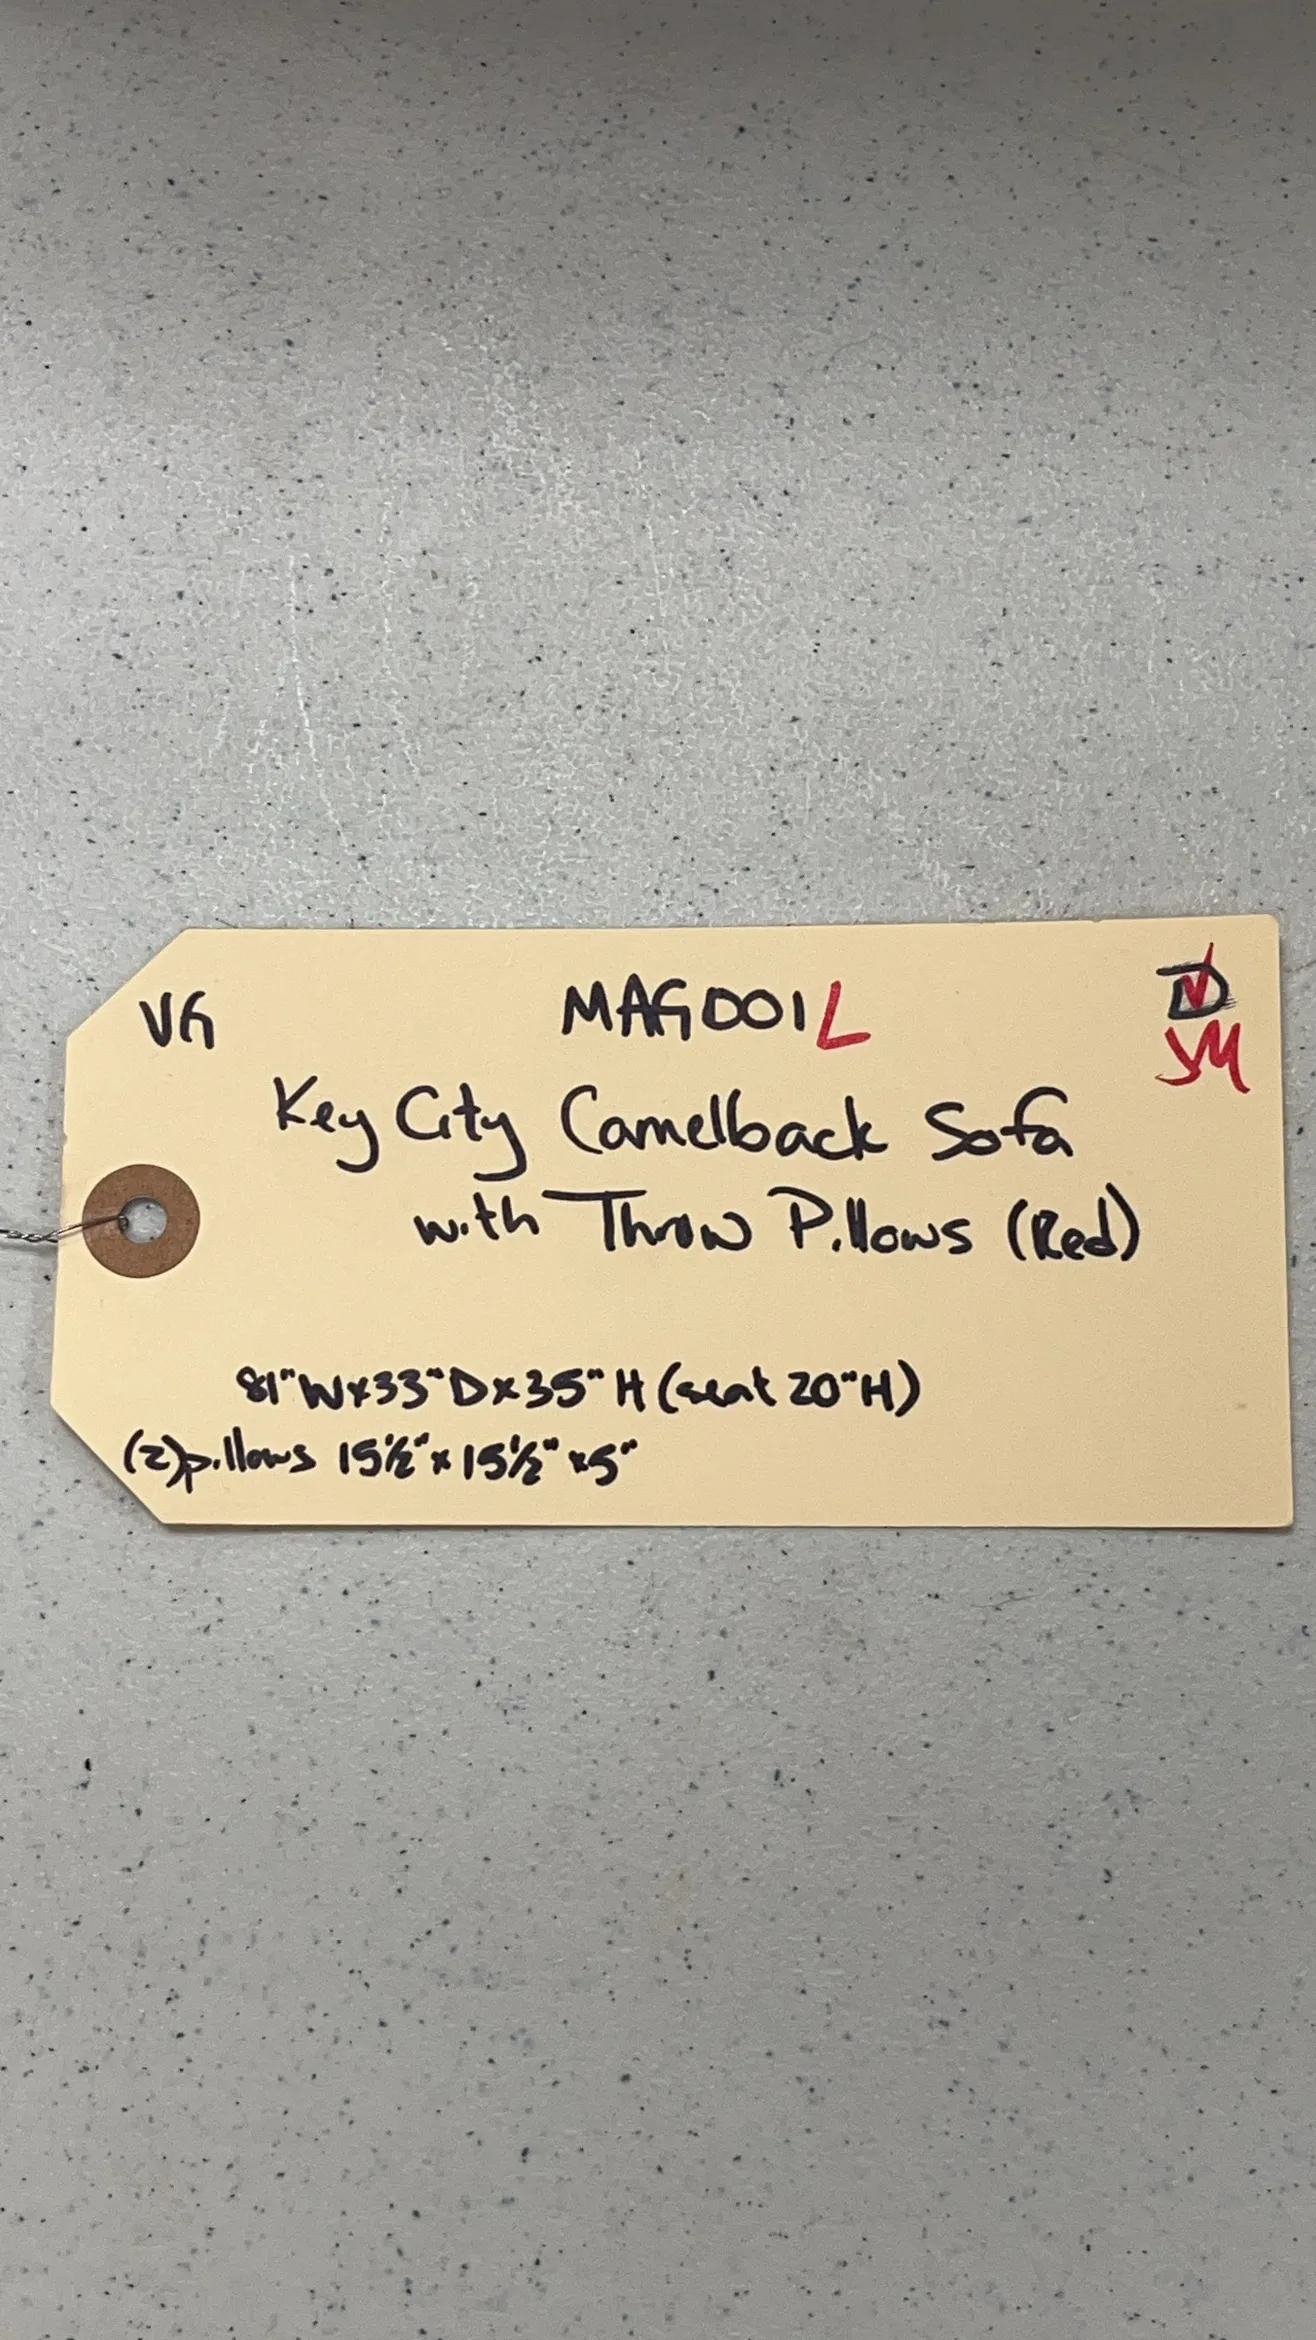 VG MAGD01L D
YM
Key City Camelback Sofa
with Throw Pillows (Red)
81"W x 33"D x 35"H (seat 20"H)
(2) pillows 15½" x 15½" x 5"